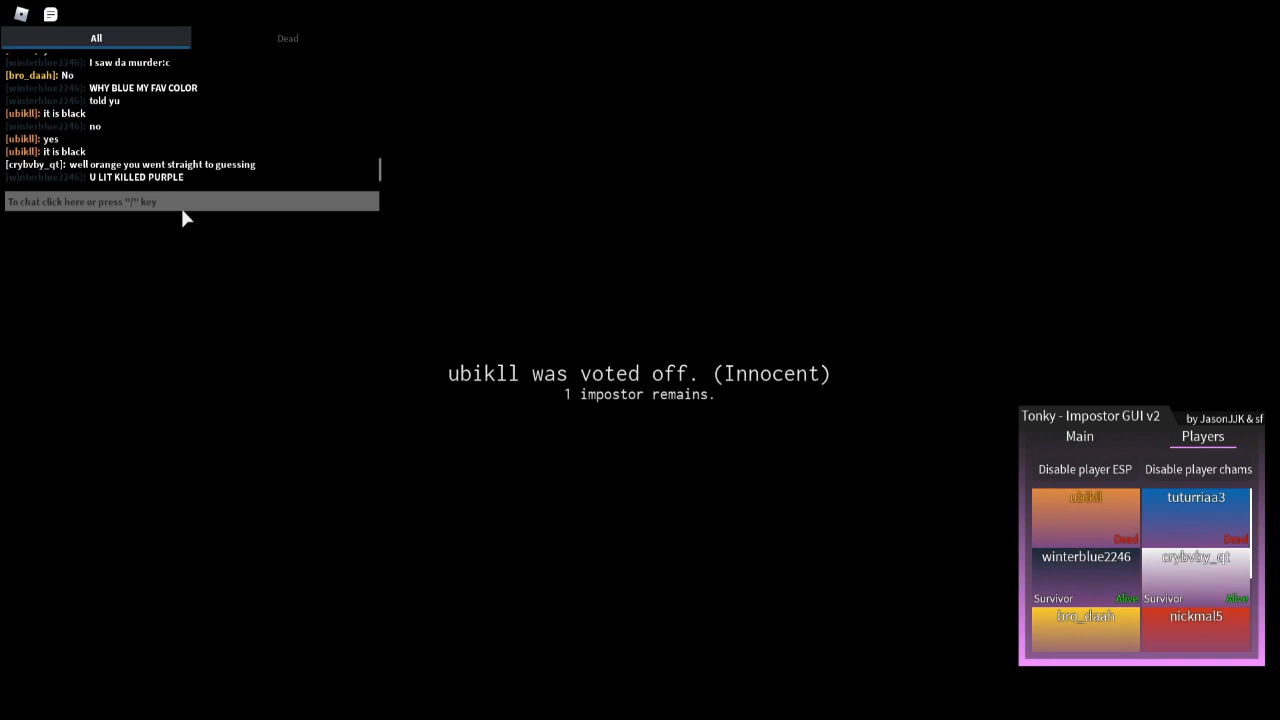 All
Dead
[winterblue2246]: I saw da murder:c
[bro_daah]: No
[winterblue2246]: WHY BLUE MY FAV COLOR
[winterblue2246]: told yu
[ubikll]: it is black
[winterblue2246]: no
[ubikll]: yes
[ubikll]: it is black
[crybvby_qt]: well orange you went straight to guessing
[winterblue2246]: U LIT KILLED PURPLE
To chat click here or press "/" key
ubikll was voted off. (Innocent)
1 impostor remains.
Tonky - Impostor GUI v2
by JasonJJK & sf
Main
Players
Disable player ESP
Disable player chams
ubikll
Dead
tuturriaa3
Dead
winterblue2246
Survivor
Alive
crybvby_qt
Survivor
Alive
bro_daah
nickmal5